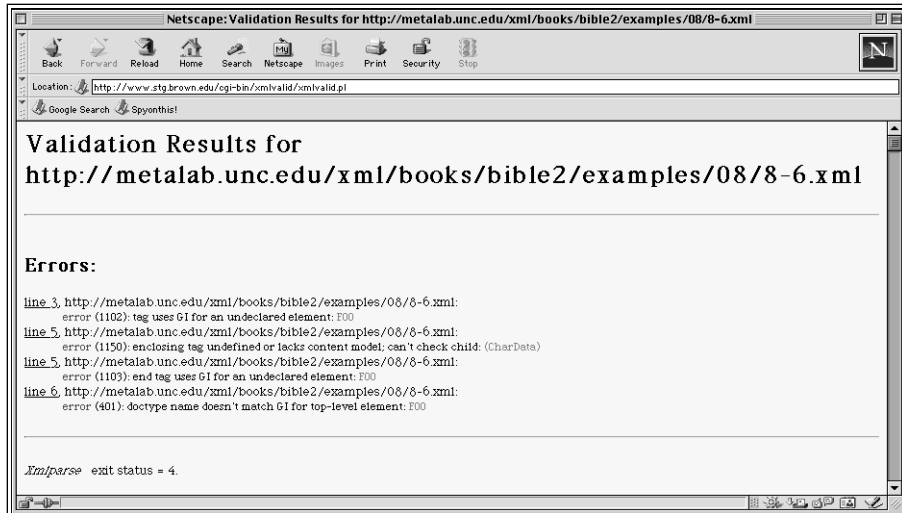 Netscape: Validation Results for http://metalab.unc.edu/xml/books/bible2/examples/08/8-6.xml
Back Forward Reload Home Search Netscape Images Print Security Stop
Location: http://www.stg.brown.edu/cgi-bin/xmlvalid/xmlvalid.pl
Google Search Spyonthis!
Validation Results for
http://metalab.unc.edu/xml/books/bible2/examples/08/8-6.xml
Errors:
line 3, http://metalab.unc.edu/xml/books/bible2/examples/08/8-6.xml:
error (1102): tag uses GI for an undeclared element: FOO
line 5, http://metalab.unc.edu/xml/books/bible2/examples/08/8-6.xml:
error (1150): enclosing tag undefined or lacks content model; can't check child: (CharData)
line 5, http://metalab.unc.edu/xml/books/bible2/examples/08/8-6.xml:
error (1103): end tag uses GI for an undeclared element: FOO
line 6, http://metalab.unc.edu/xml/books/bible2/examples/08/8-6.xml:
error (401): doctype name doesn't match GI for top-level element: FOO
Xmlparse exit status = 4.